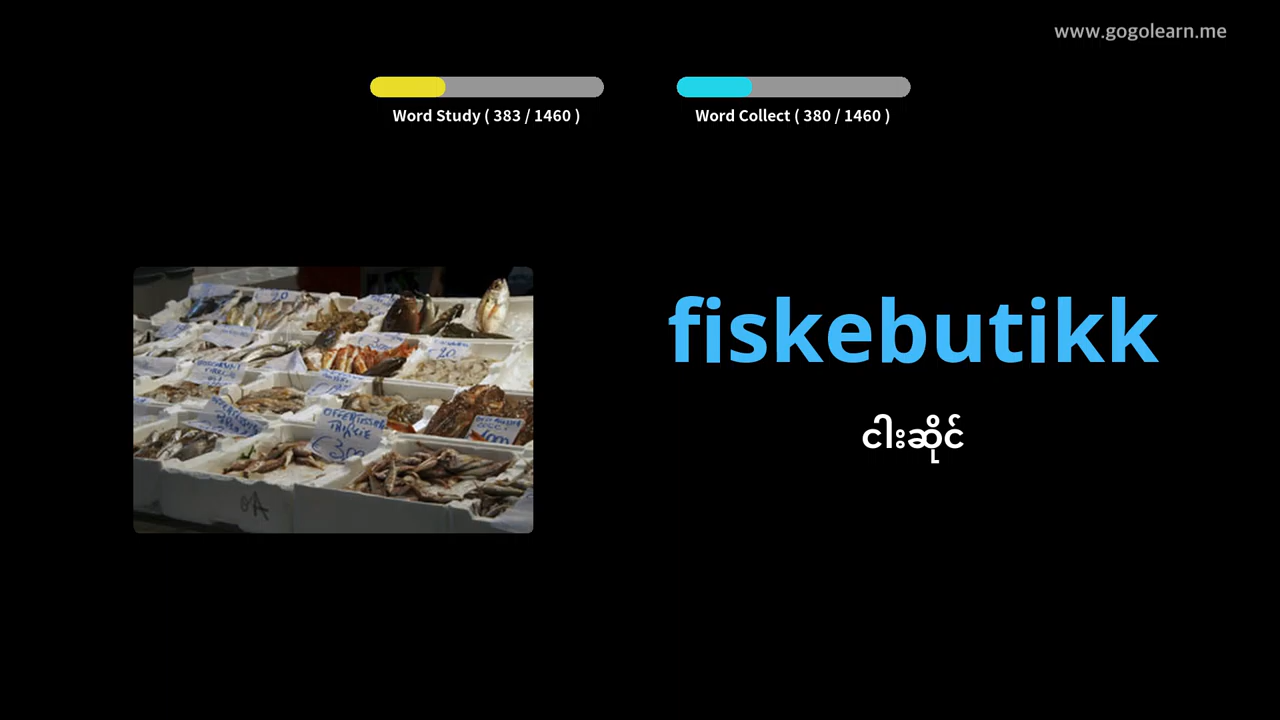 www.gogolearn.me
Word Study ( 383 / 1460 )
Word Collect ( 380 / 1460 )
fiskebutikk
ငါးဆိုင်